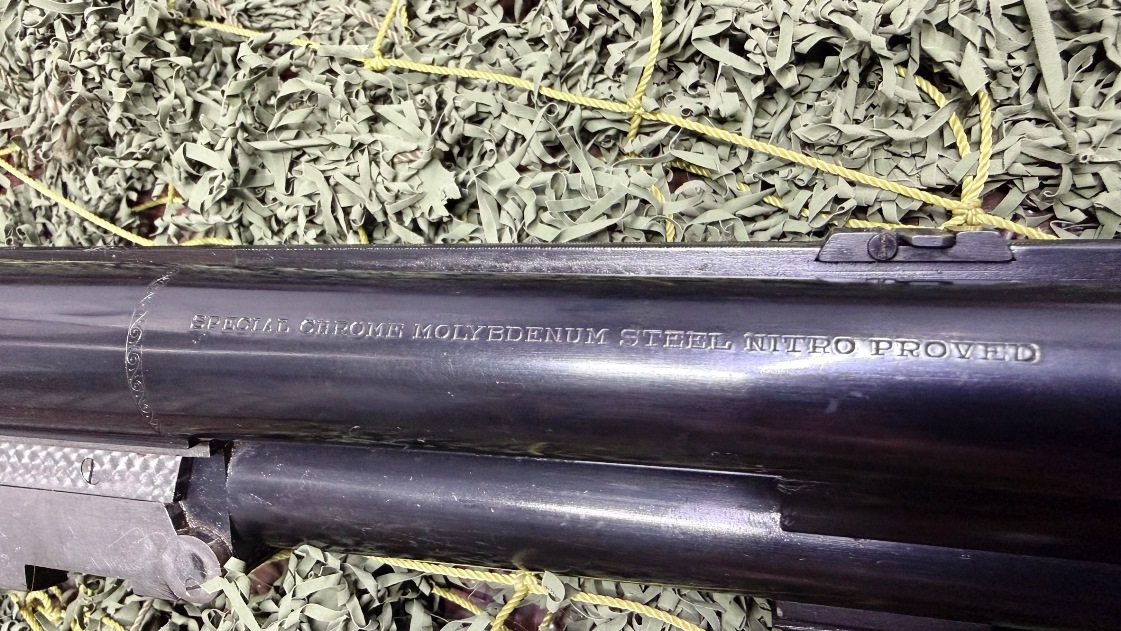 SPECIAL CHROME MOLYBDENUM STEEL NITRO PROVED